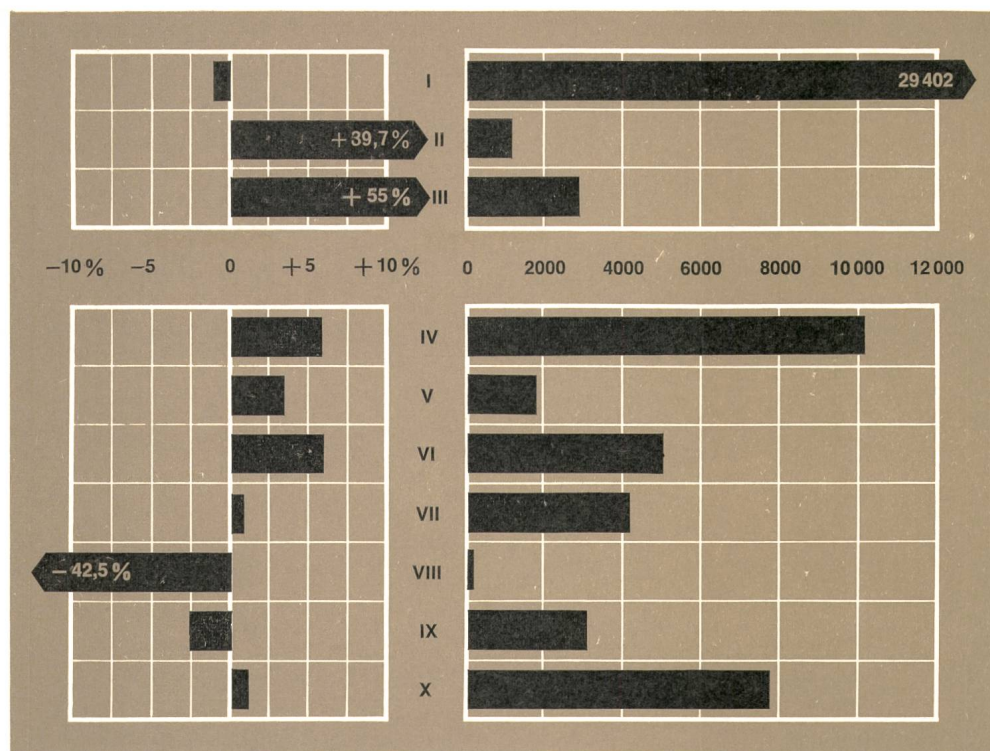 I 29 402
+ 39,7 % II
+ 55 % III
−10 % −5 0 +5 +10 % 0 2000 4000 6000 8000 10 000 12 000
IV
V
VI
VII
− 42,5 % VIII
IX
X